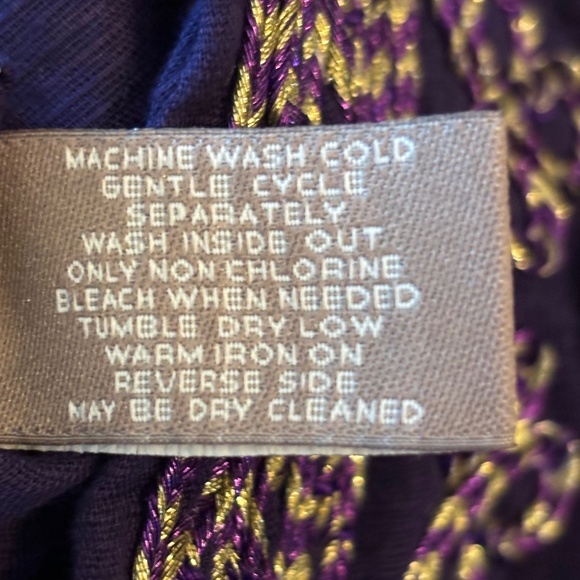 MACHINE WASH COLD
GENTLE CYCLE
SEPARATELY
WASH INSIDE OUT
ONLY NON CHLORINE
BLEACH WHEN NEEDED
TUMBLE DRY LOW
WARM IRON ON
REVERSE SIDE
MAY BE DRY CLEANED